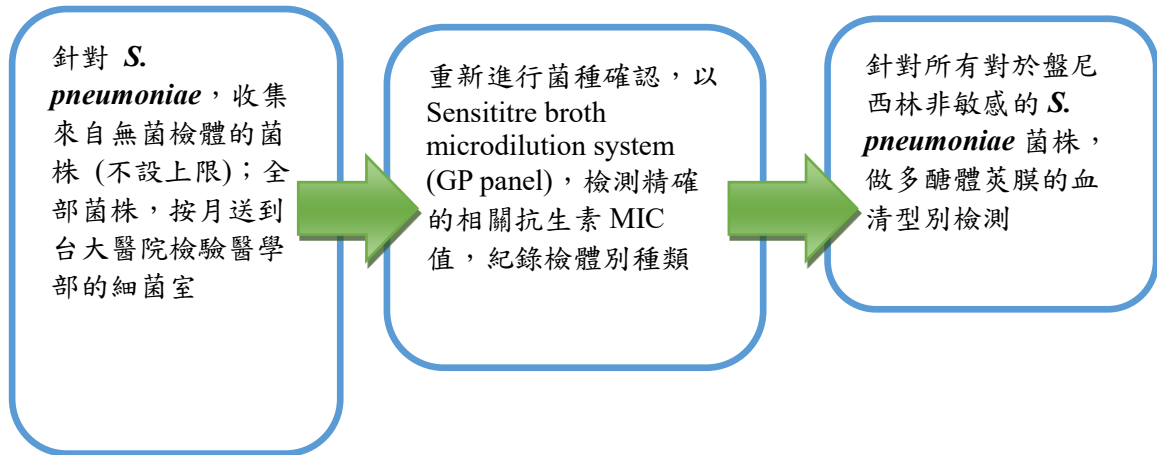 針對 S.
pneumoniae，收集
來自無菌檢體的菌
株 (不設上限)；全
部菌株，按月送到
台大醫院檢驗醫學
部的細菌室
重新進行菌種確認，以
Sensititre broth
microdilution system
(GP panel)，檢測精確
的相關抗生素 MIC
值，紀錄檢體別種類
針對所有對於盤尼
西林非敏感的 S.
pneumoniae 菌株，
做多醣體莢膜的血
清型別檢測